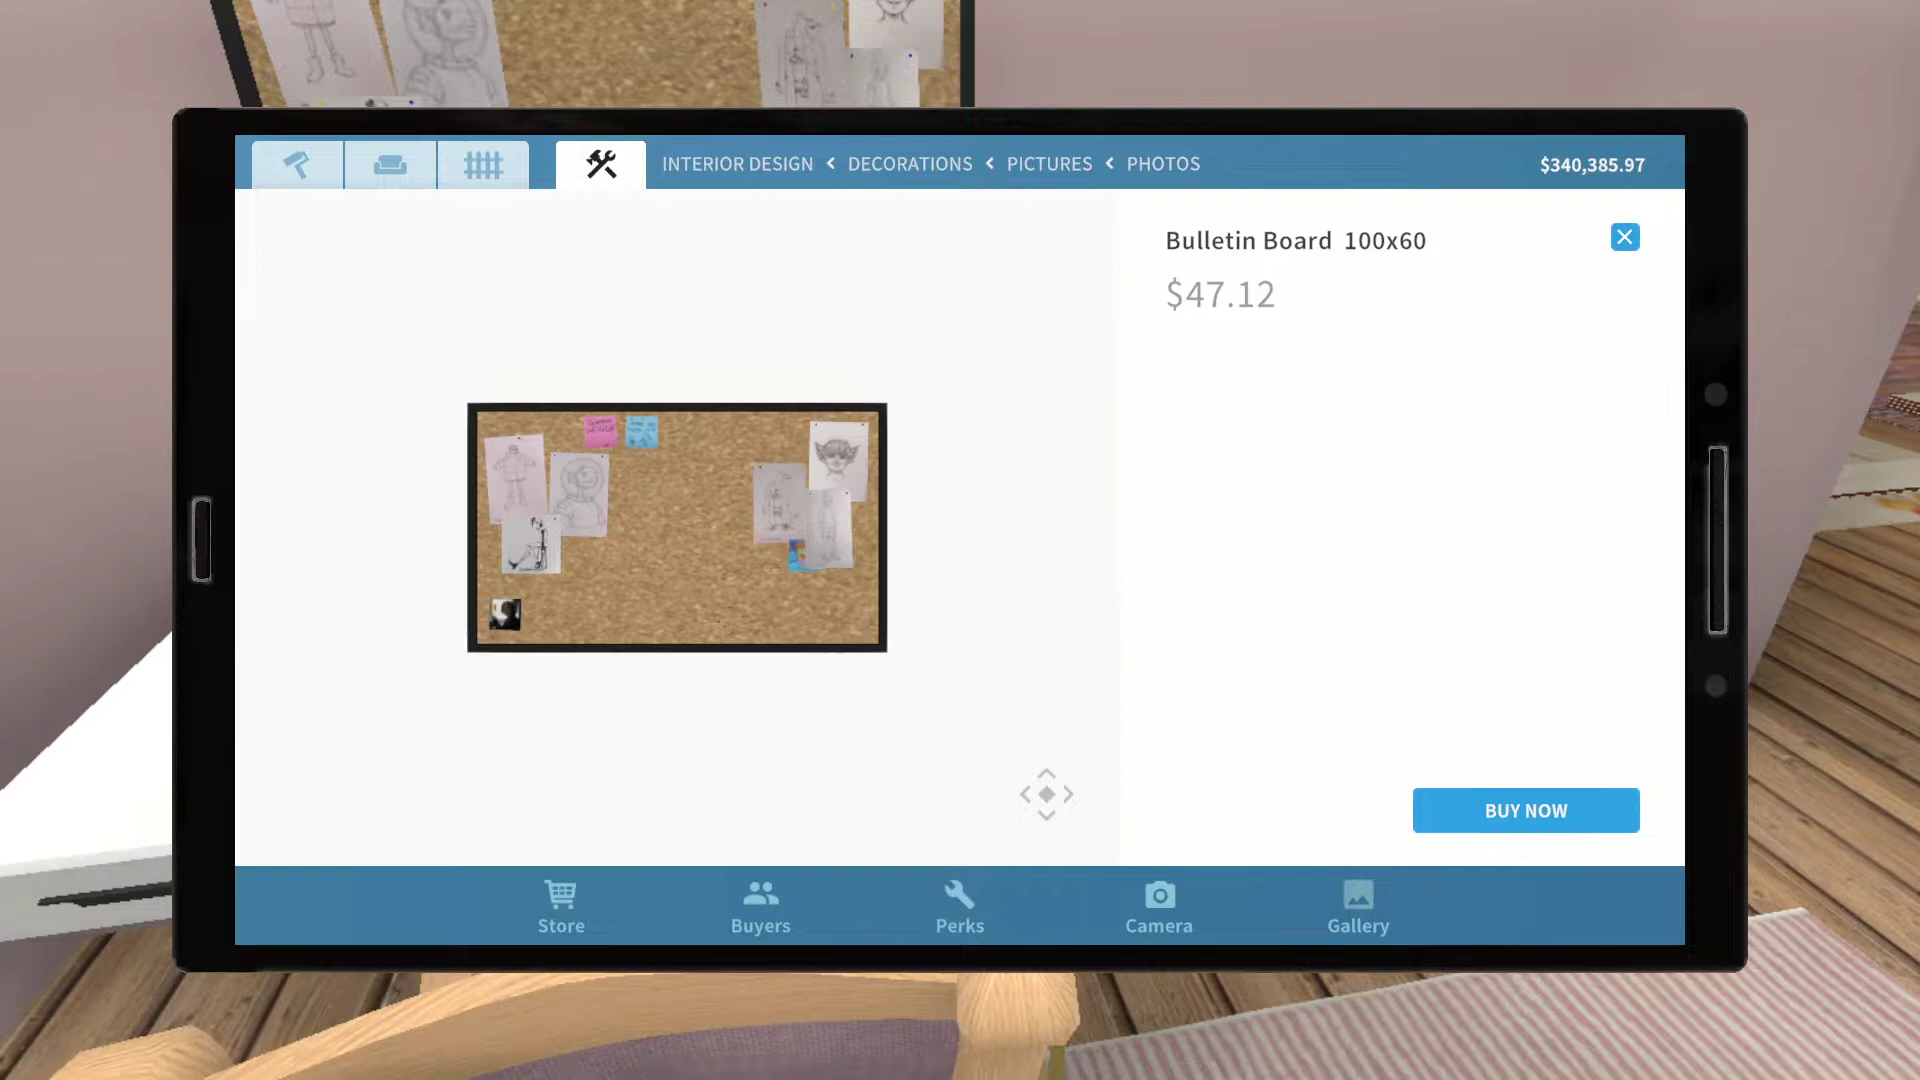 INTERIOR DESIGN < DECORATIONS < PICTURES < PHOTOS
$340,385.97
Bulletin Board 100x60
$47.12
BUY NOW
Store Buyers Perks Camera Gallery